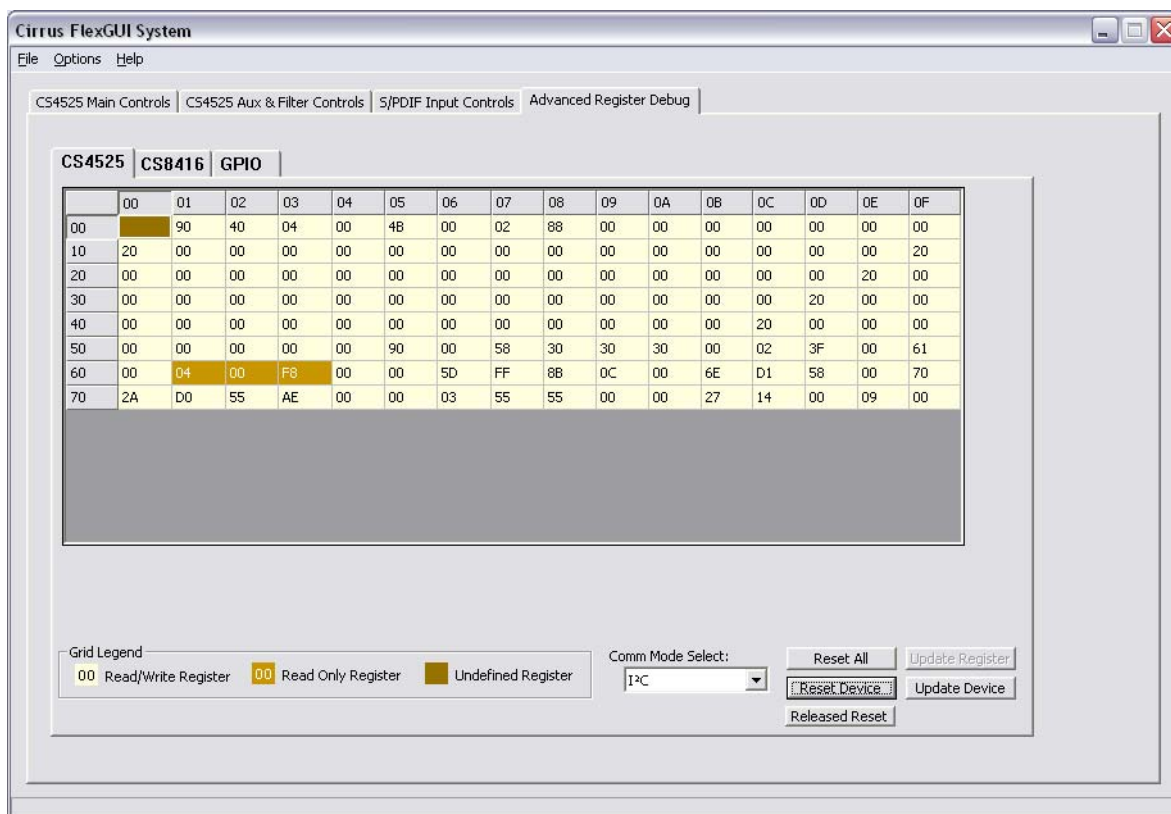 Cirrus FlexGUI System
File Options Help
CS4525 Main Controls CS4525 Aux & Filter Controls S/PDIF Input Controls Advanced Register Debug
CS4525 CS8416 GPIO
00 01 02 03 04 05 06 07 08 09 0A 0B 0C 0D 0E 0F
00 90 40 04 00 4B 00 02 88 00 00 00 00 00 00 00
10 20 00 00 00 00 00 00 00 00 00 00 00 00 00 00 20
20 00 00 00 00 00 00 00 00 00 00 00 00 00 00 20 00
30 00 00 00 00 00 00 00 00 00 00 00 00 00 20 00 00
40 00 00 00 00 00 00 00 00 00 00 00 00 20 00 00 00
50 00 00 00 00 00 90 00 58 30 30 30 00 02 3F 00 61
60 00 04 00 F8 00 00 5D FF 8B 0C 00 6E D1 58 00 70
70 2A D0 55 AE 00 00 03 55 55 00 00 27 14 00 09 00
Grid Legend
00 Read/Write Register 00 Read Only Register Undefined Register
Comm Mode Select:
I²C
Reset All Update Register
Reset Device Update Device
Released Reset